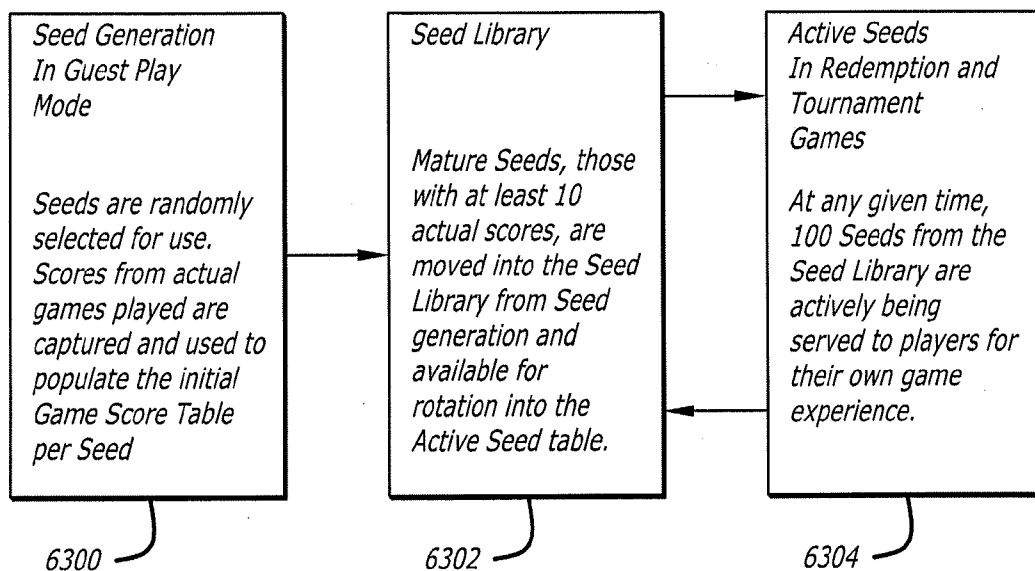 Seed Generation
In Guest Play
Mode
Seeds are randomly
selected for use.
Scores from actual
games played are
captured and used to
populate the initial
Game Score Table
per Seed
6300
Seed Library
Mature Seeds, those
with at least 10
actual scores, are
moved into the Seed
Library from Seed
generation and
available for
rotation into the
Active Seed table.
6302
Active Seeds
In Redemption and
Tournament
Games
At any given time,
100 Seeds from the
Seed Library are
actively being
served to players for
their own game
experience.
6304